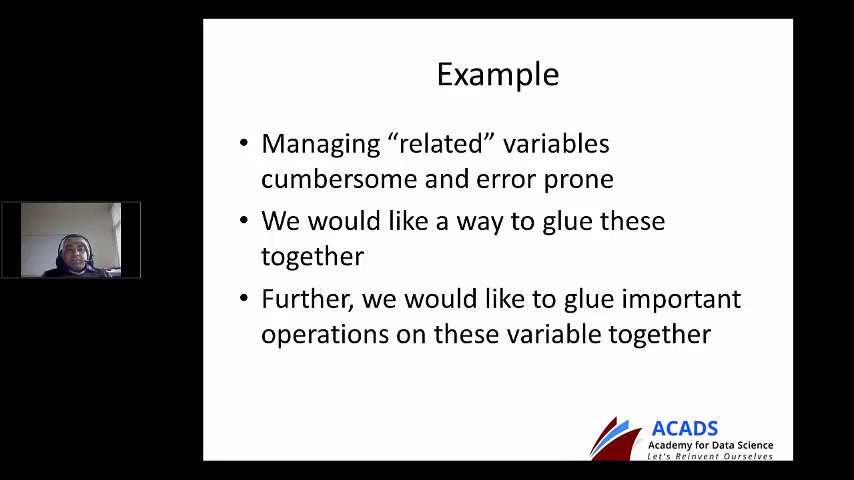 Example
• Managing “related” variables
cumbersome and error prone
• We would like a way to glue these
together
• Further, we would like to glue important
operations on these variable together
ACADS
Academy for Data Science
Let's Reinvent Ourselves